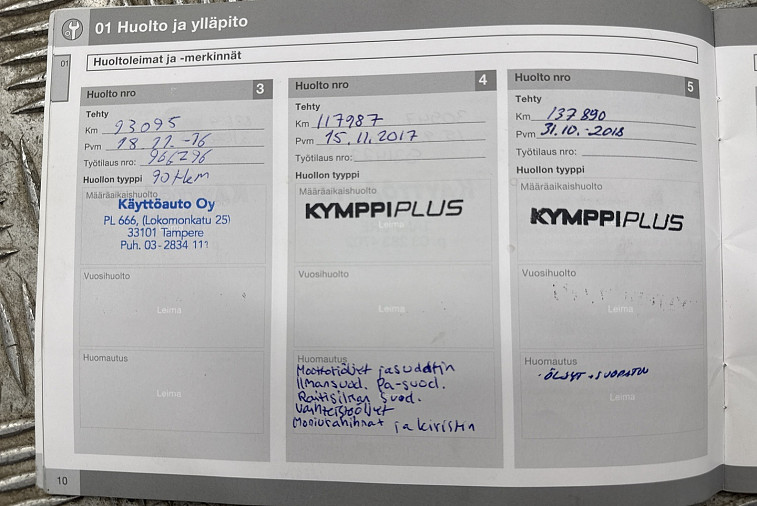 01 Huolto ja ylläpito
01
Huoltoleimat ja -merkinnät
Huolto nro 3
Tehty
Km 93095
Pvm 18.11.-16
Työtilaus nro: 966296
Huollon tyyppi 90tkm
Määräaikaishuolto
Käyttöauto Oy
PL 666, (Lokomonkatu 25)
33101 Tampere
Puh. 03-2834 111
Vuosihuolto
Leima
Huomautus
Leima
Huolto nro 4
Tehty
Km 117987
Pvm 15.11.2017
Työtilaus nro:
Huollon tyyppi
Määräaikaishuolto
KYMPPIPLUS
Leima
Vuosihuolto
Leima
Huomautus
Moottoriöljyt ja suodatin
Ilmansuod. Pa-suod.
Raitisilman suod.
Vaihteistoöljyt
Moniurahihnat ja kiristin
Huolto nro 5
Tehty
Km 137890
Pvm 31.10.-2018
Työtilaus nro:
Huollon tyyppi
Määräaikaishuolto
KYMPPIPLUS
Vuosihuolto
Leima
Huomautus
·ÖLJYT + SUODATIN
Leima
10